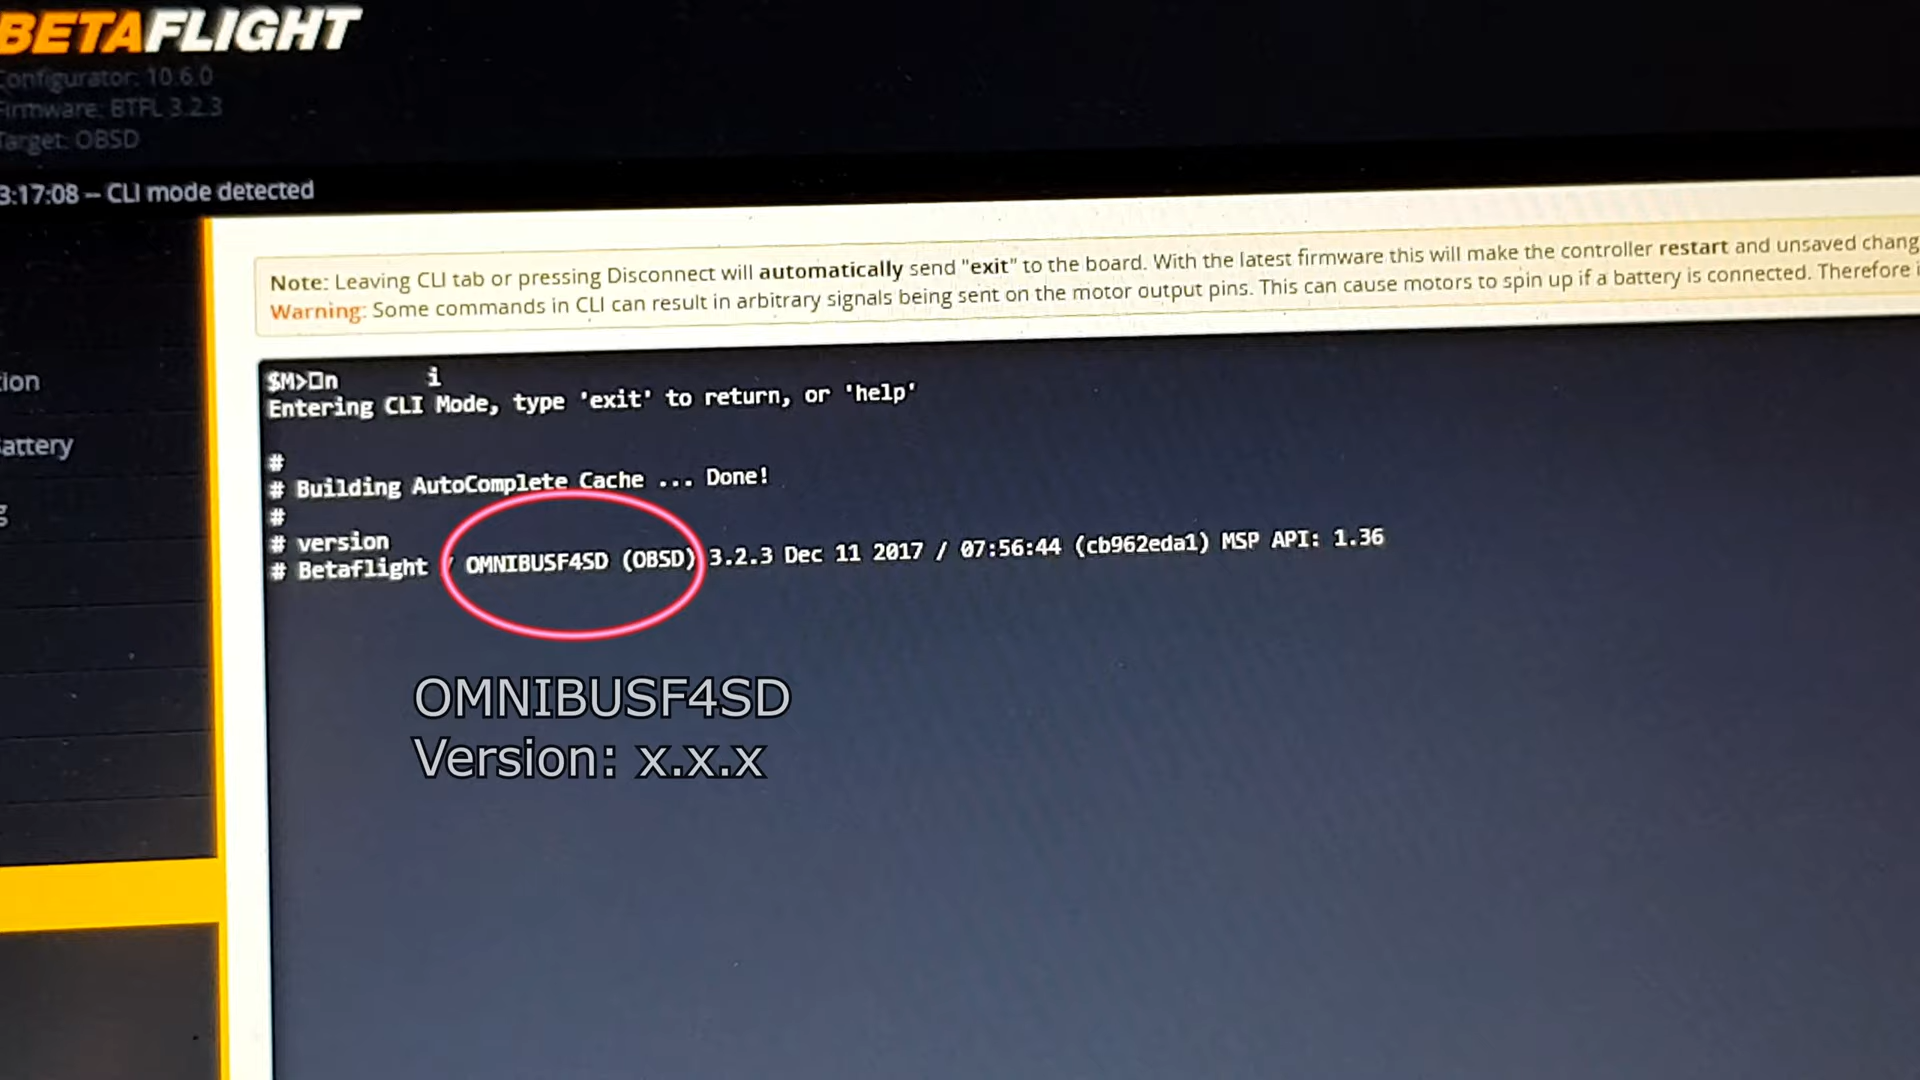 BETAFLIGHT
Configurator: 10.6.0
Firmware: BTFL 3.2.3
Target: OBSD
3:17:08 -- CLI mode detected
Note: Leaving CLI tab or pressing Disconnect will automatically send "exit" to the board. With the latest firmware this will make the controller restart and unsaved chang
Warning: Some commands in CLI can result in arbitrary signals being sent on the motor output pins. This can cause motors to spin up if a battery is connected. Therefore i
$M>□n i
Entering CLI Mode, type 'exit' to return, or 'help'
#
# Building AutoComplete Cache ... Done!
#
# version
# Betaflight / OMNIBUSF4SD (OBSD) 3.2.3 Dec 11 2017 / 07:56:44 (cb962eda1) MSP API: 1.36
ion
attery
g
OMNIBUSF4SD
Version: x.x.x